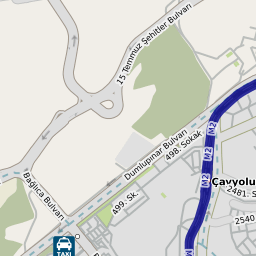 15 Temmuz Şehitler Bulvarı
Bağlıca Bulvarı
Dumlupınar Bulvarı
498. Sokak
499. Sk.
M2
M2
M2
Çayyolu
2481. S
2540
TAXI